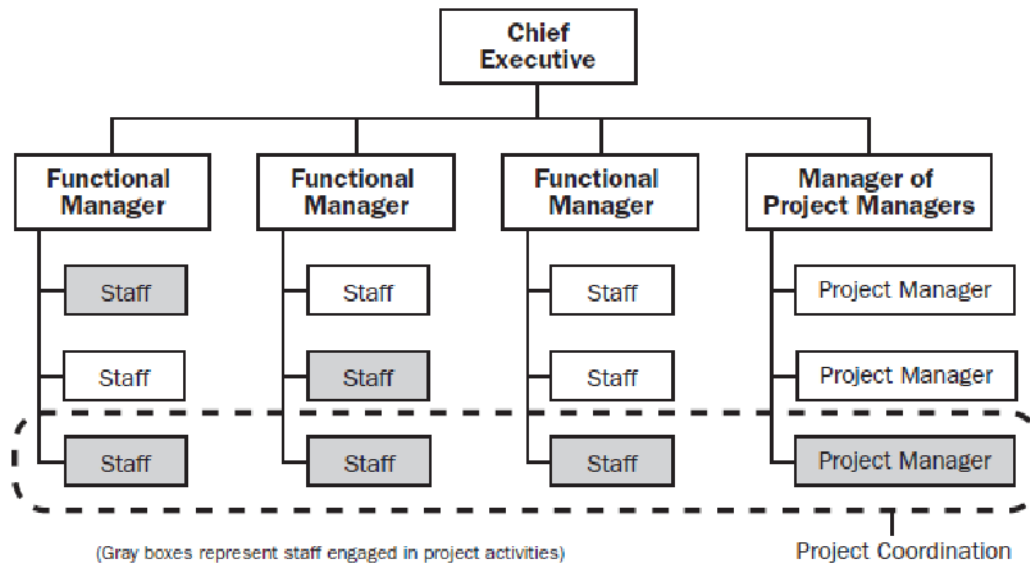 Chief
Executive
Functional
Manager
Functional
Manager
Functional
Manager
Manager of
Project Managers
Staff
Staff
Staff
Project Manager
Staff
Staff
Staff
Project Manager
Staff
Staff
Staff
Project Manager
(Gray boxes represent staff engaged in project activities)
Project Coordination